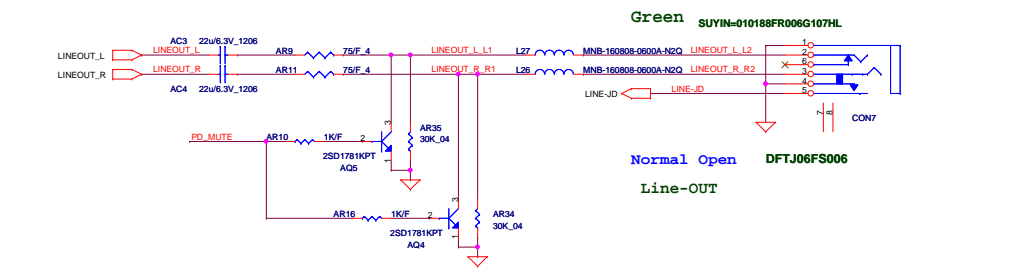 Green SUYIN=010188FR006G107HL
AC3 LINEOUT_L 22u/6.3V_1206
LINEOUT_L AR9 75/F_4 LINEOUT_L_L1 L27 MNB-160808-0600A-N2Q LINEOUT_L_L2 1 2
6
LINEOUT_R LINEOUT_R AR11 75/F_4 LINEOUT_R_R1 L26 MNB-160808-0600A-N2Q LINEOUT_R_R2 3
AC4 22u/6.3V_1206 4
LINE-JD LINE-JD 5
7 8 CON7
PD_MUTE AR10 1K/F 2 3 AR35
30K_04
2SD1781KPT 1
AQ5
Normal Open DFTJ06FS006
Line-OUT
AR16 1K/F 2 3 AR34
30K_04
2SD1781KPT 1
AQ4